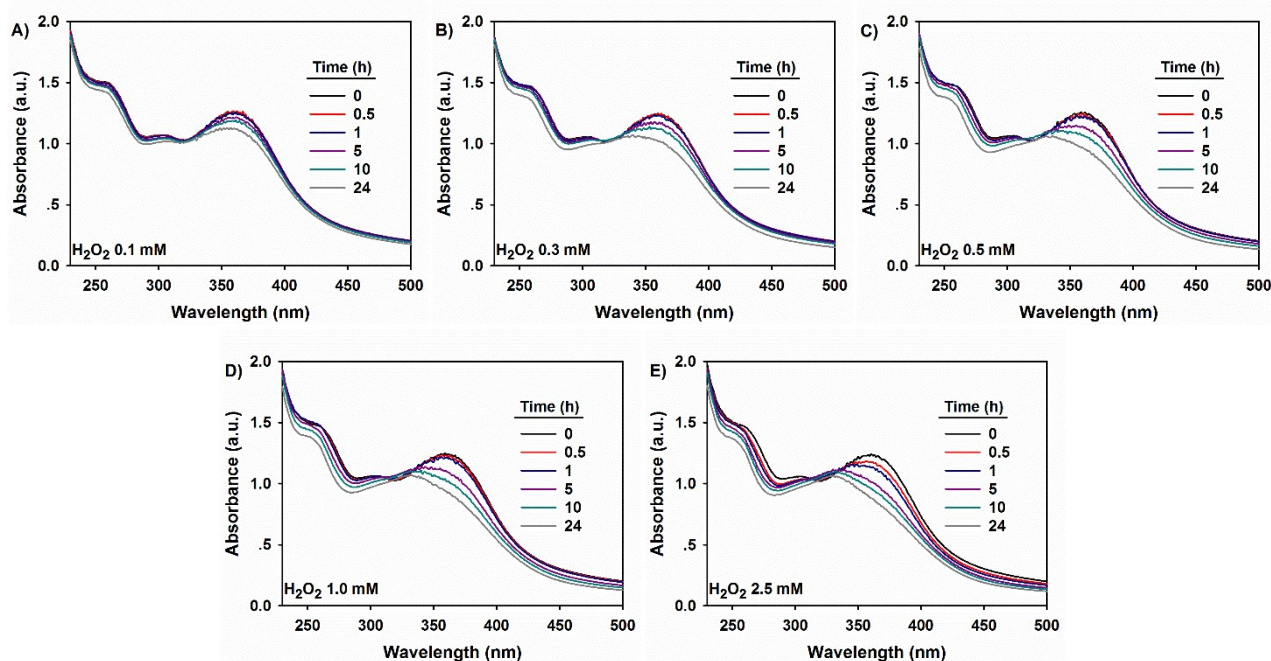 A)
2.0
1.5
1.0
.5
0.0
Absorbance (a.u.)
Time (h)
0
0.5
1
5
10
24
H₂O₂ 0.1 mM
250 300 350 400 450 500
Wavelength (nm)
B)
2.0
1.5
1.0
.5
0.0
Absorbance (a.u.)
Time (h)
0
0.5
1
5
10
24
H₂O₂ 0.3 mM
250 300 350 400 450 500
Wavelength (nm)
C)
2.0
1.5
1.0
.5
0.0
Absorbance (a.u.)
Time (h)
0
0.5
1
5
10
24
H₂O₂ 0.5 mM
250 300 350 400 450 500
Wavelength (nm)
D)
2.0
1.5
1.0
.5
0.0
Absorbance (a.u.)
Time (h)
0
0.5
1
5
10
24
H₂O₂ 1.0 mM
250 300 350 400 450 500
Wavelength (nm)
E)
2.0
1.5
1.0
.5
0.0
Absorbance (a.u.)
Time (h)
0
0.5
1
5
10
24
H₂O₂ 2.5 mM
250 300 350 400 450 500
Wavelength (nm)